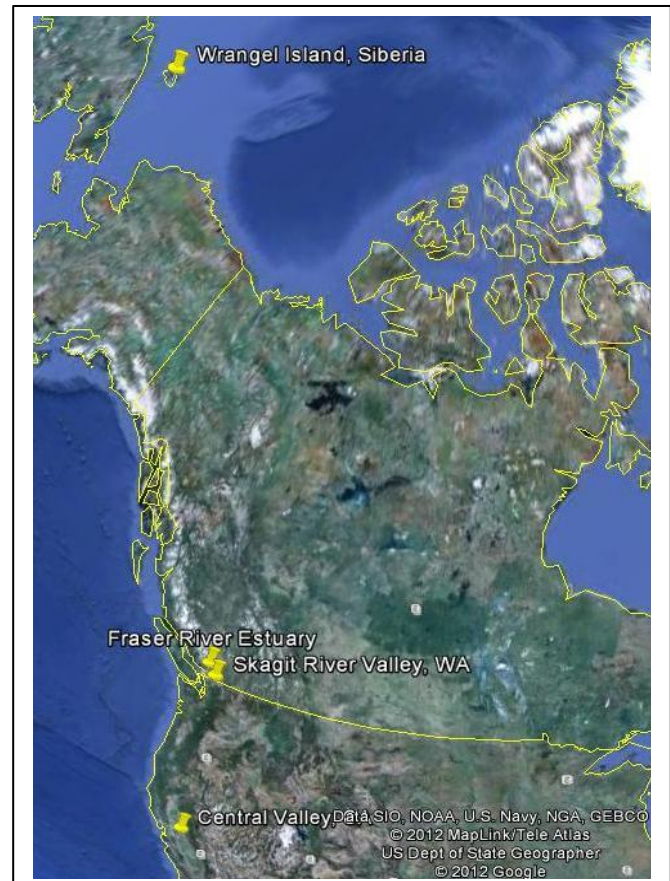 Wrangel Island, Siberia
Fraser River Estuary
Skagit River Valley, WA
Central Valley, CA
Data SIO, NOAA, U.S. Navy, NGA, GEBCO
© 2012 MapLink/Tele Atlas
US Dept of State Geographer
© 2012 Google